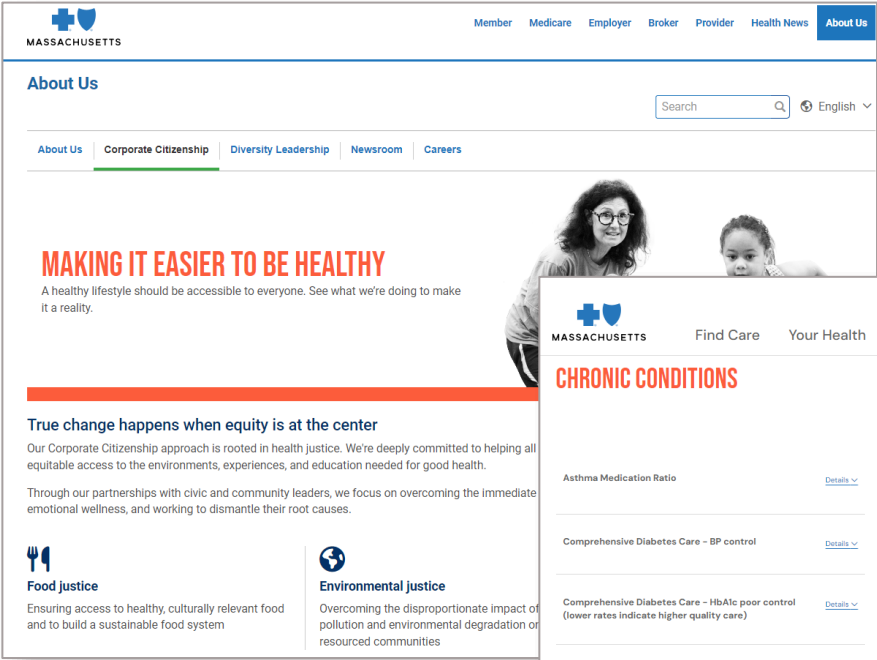 MASSACHUSETTS
Member Medicare Employer Broker Provider Health News About Us
About Us
Search
English
About Us Corporate Citizenship Diversity Leadership Newsroom Careers
MAKING IT EASIER TO BE HEALTHY
A healthy lifestyle should be accessible to everyone. See what we're doing to make
it a reality.
True change happens when equity is at the center
Our Corporate Citizenship approach is rooted in health justice. We're deeply committed to helping all
equitable access to the environments, experiences, and education needed for good health.
Through our partnerships with civic and community leaders, we focus on overcoming the immediate
emotional wellness, and working to dismantle their root causes.
Food justice
Ensuring access to healthy, culturally relevant food
and to build a sustainable food system
Environmental justice
Overcoming the disproportionate impact of
pollution and environmental degradation or
resourced communities
MASSACHUSETTS
Find Care Your Health
CHRONIC CONDITIONS
Asthma Medication Ratio Details
Comprehensive Diabetes Care - BP control Details
Comprehensive Diabetes Care - HbA1c poor control Details
(lower rates indicate higher quality care)